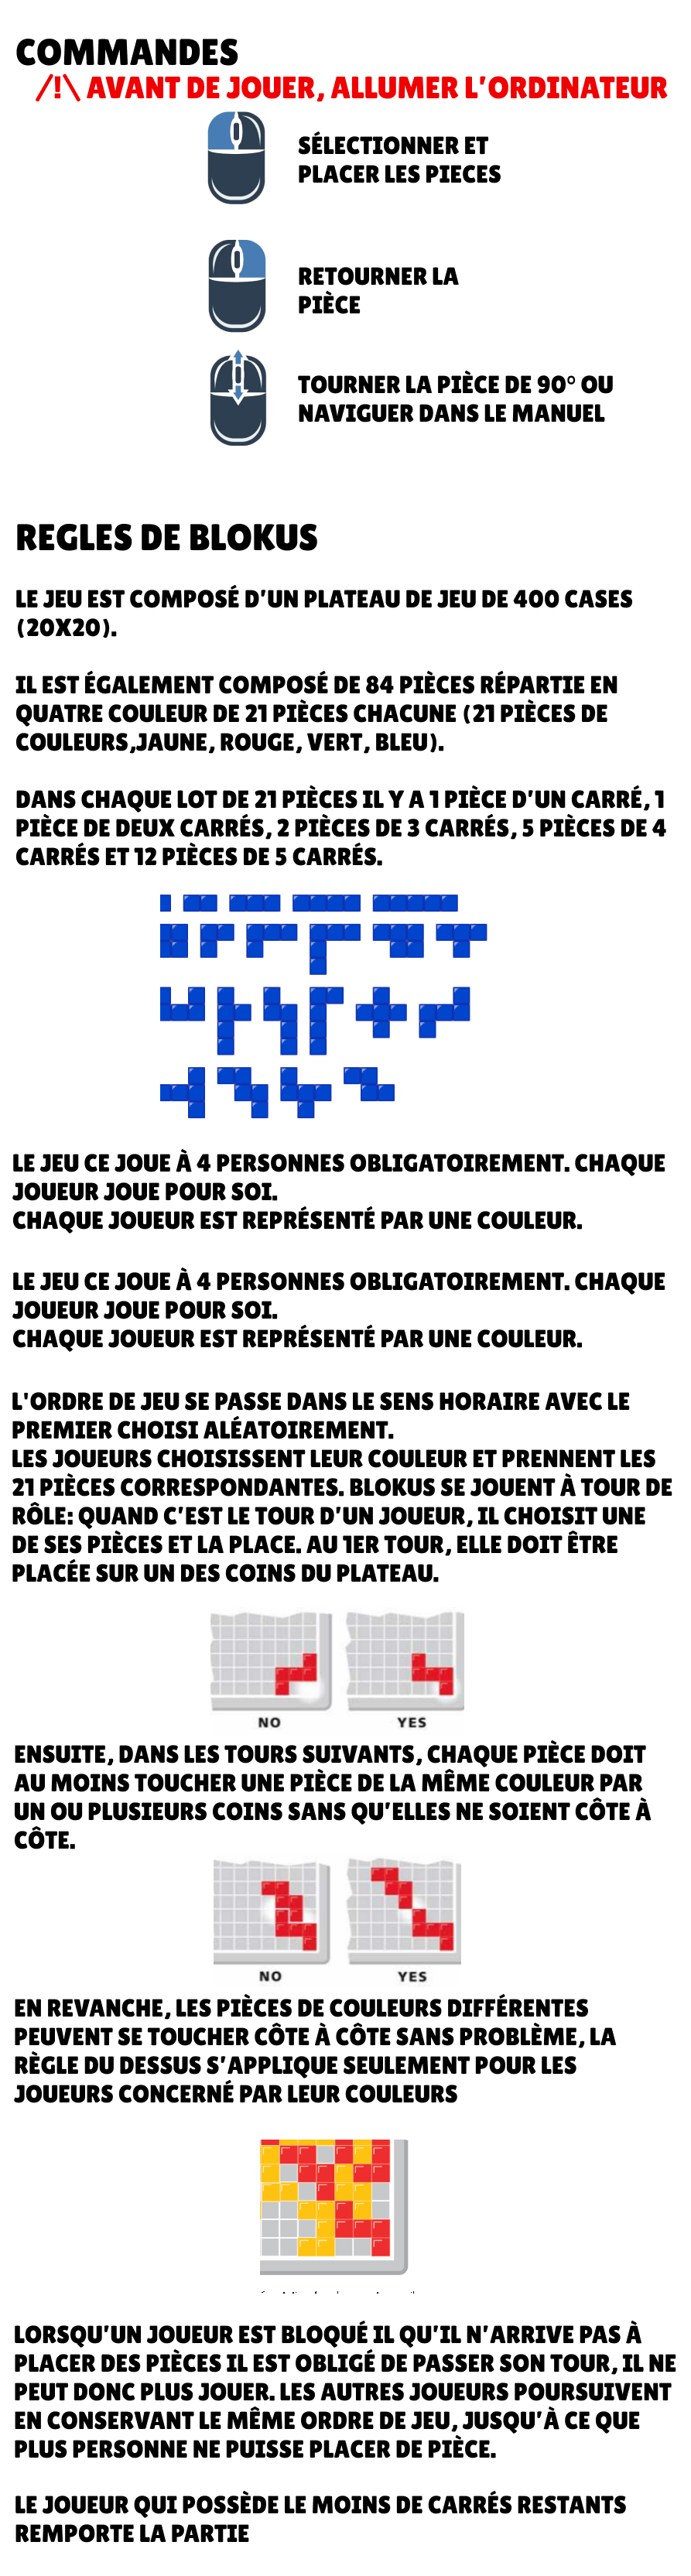 COMMANDES
/!\ AVANT DE JOUER, ALLUMER L'ORDINATEUR
SÉLECTIONNER ET
PLACER LES PIECES
RETOURNER LA
PIÈCE
TOURNER LA PIÈCE DE 90° OU
NAVIGUER DANS LE MANUEL
REGLES DE BLOKUS
LE JEU EST COMPOSÉ D'UN PLATEAU DE JEU DE 400 CASES
(20X20).
IL EST ÉGALEMENT COMPOSÉ DE 84 PIÈCES RÉPARTIE EN
QUATRE COULEUR DE 21 PIÈCES CHACUNE (21 PIÈCES DE
COULEURS,JAUNE, ROUGE, VERT, BLEU).
DANS CHAQUE LOT DE 21 PIÈCES IL Y A 1 PIÈCE D'UN CARRÉ, 1
PIÈCE DE DEUX CARRÉS, 2 PIÈCES DE 3 CARRÉS, 5 PIÈCES DE 4
CARRÉS ET 12 PIÈCES DE 5 CARRÉS.
LE JEU CE JOUE À 4 PERSONNES OBLIGATOIREMENT. CHAQUE
JOUEUR JOUE POUR SOI.
CHAQUE JOUEUR EST REPRÉSENTÉ PAR UNE COULEUR.
LE JEU CE JOUE À 4 PERSONNES OBLIGATOIREMENT. CHAQUE
JOUEUR JOUE POUR SOI.
CHAQUE JOUEUR EST REPRÉSENTÉ PAR UNE COULEUR.
L'ORDRE DE JEU SE PASSE DANS LE SENS HORAIRE AVEC LE
PREMIER CHOISI ALÉATOIREMENT.
LES JOUEURS CHOISISSENT LEUR COULEUR ET PRENNENT LES
21 PIÈCES CORRESPONDANTES. BLOKUS SE JOUENT À TOUR DE
RÔLE: QUAND C'EST LE TOUR D'UN JOUEUR, IL CHOISIT UNE
DE SES PIÈCES ET LA PLACE. AU 1ER TOUR, ELLE DOIT ÊTRE
PLACÉE SUR UN DES COINS DU PLATEAU.
NO YES
ENSUITE, DANS LES TOURS SUIVANTS, CHAQUE PIÈCE DOIT
AU MOINS TOUCHER UNE PIÈCE DE LA MÊME COULEUR PAR
UN OU PLUSIEURS COINS SANS QU'ELLES NE SOIENT CÔTE À
CÔTE.
NO YES
EN REVANCHE, LES PIÈCES DE COULEURS DIFFÉRENTES
PEUVENT SE TOUCHER CÔTE À CÔTE SANS PROBLÈME, LA
RÈGLE DU DESSUS S'APPLIQUE SEULEMENT POUR LES
JOUEURS CONCERNÉ PAR LEUR COULEURS
LORSQU'UN JOUEUR EST BLOQUÉ IL QU'IL N'ARRIVE PAS À
PLACER DES PIÈCES IL EST OBLIGÉ DE PASSER SON TOUR, IL NE
PEUT DONC PLUS JOUER. LES AUTRES JOUEURS POURSUIVENT
EN CONSERVANT LE MÊME ORDRE DE JEU, JUSQU'À CE QUE
PLUS PERSONNE NE PUISSE PLACER DE PIÈCE.
LE JOUEUR QUI POSSÈDE LE MOINS DE CARRÉS RESTANTS
REMPORTE LA PARTIE